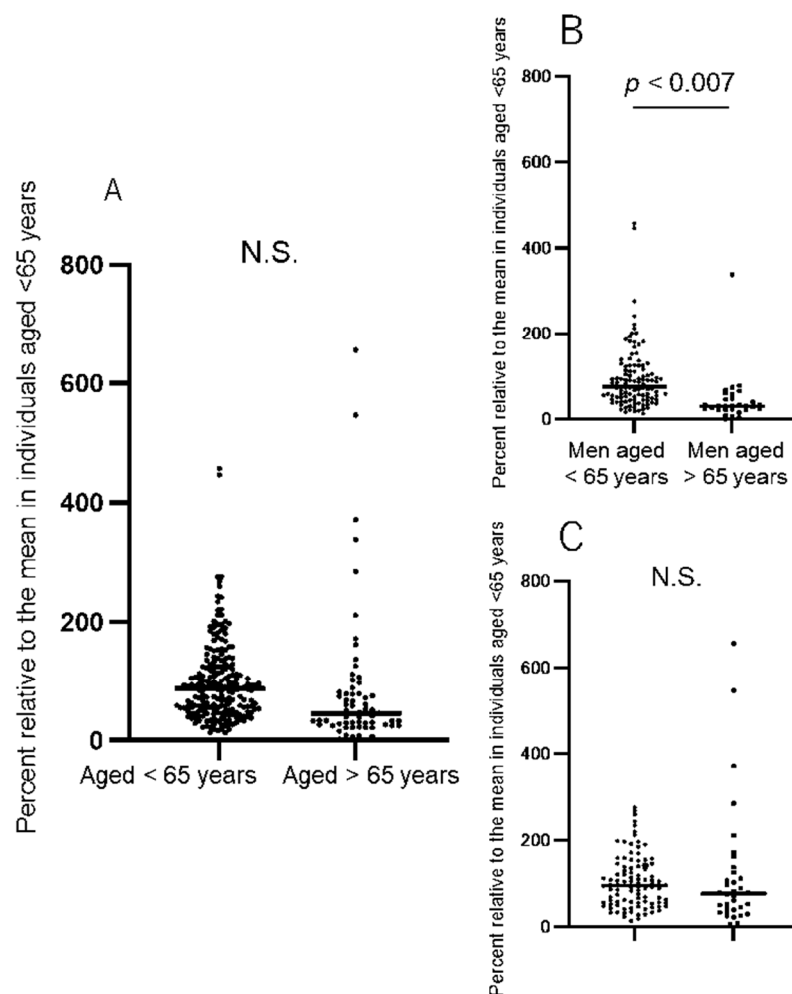 A
N.S.
Percent relative to the mean in individuals aged <65 years
800
600
400
200
0
Aged < 65 years
Aged > 65 years
B
p < 0.007
Percent relative to the mean in individuals aged <65 years
800
600
400
200
0
Men aged
< 65 years
Men aged
> 65 years
C
N.S.
Percent relative to the mean in individuals aged <65 years
800
600
400
200
0